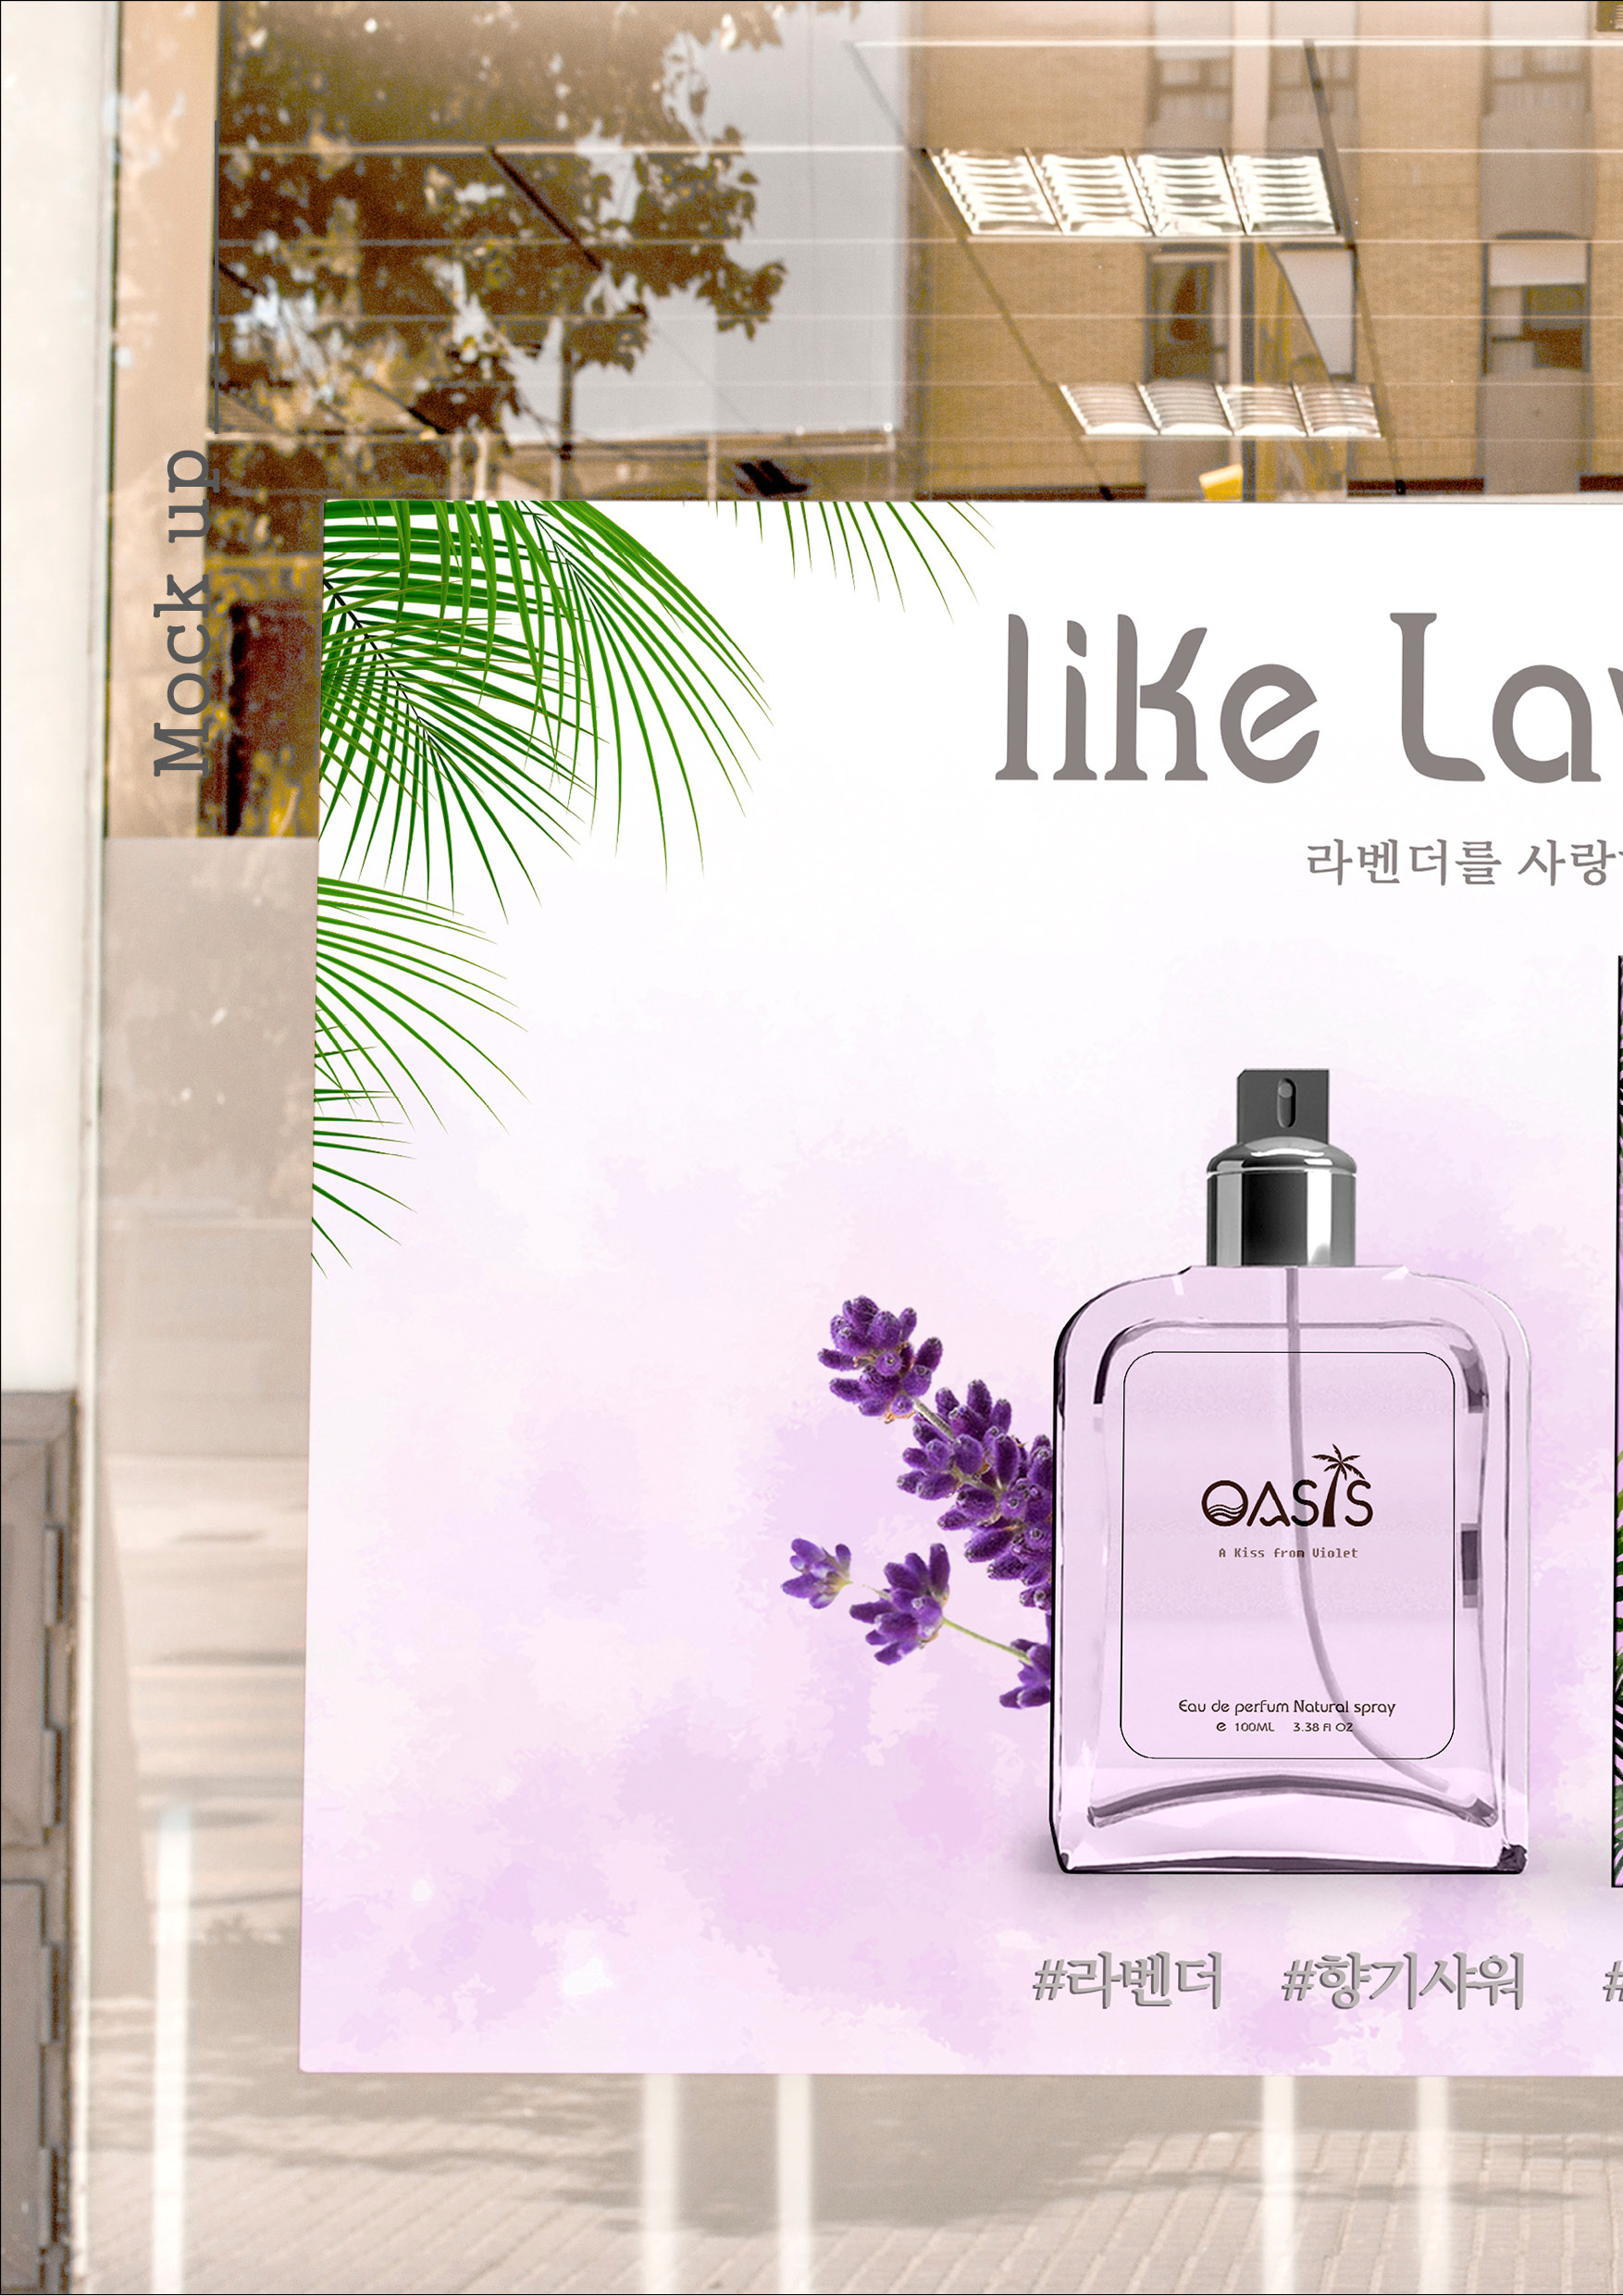 Mock up
like Lav
라벤더를 사랑
OASIS
A Kiss from Violet
Eau de perfum Natural spray
e 100ML 3.38 fl OZ
#라벤더 #향기샤워 #